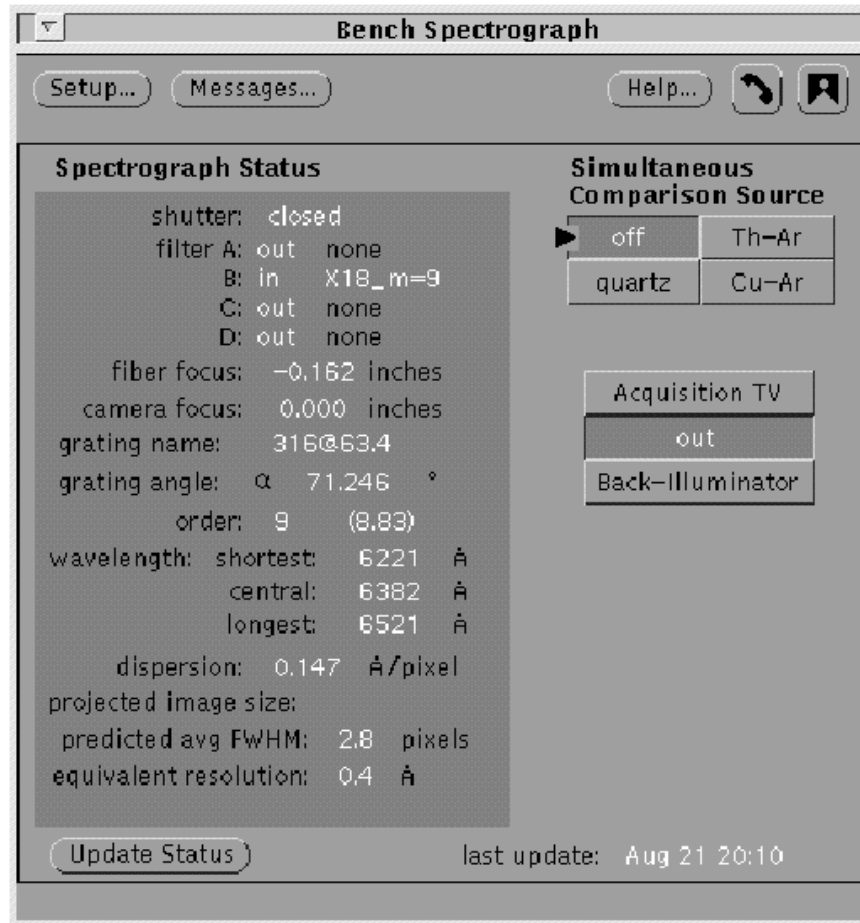 Bench Spectrograph
Setup... Messages... Help...
Spectrograph Status
shutter: closed
filter A: out none
B: in X18_m=9
C: out none
D: out none
fiber focus: -0.162 inches
camera focus: 0.000 inches
grating name: 316@63.4
grating angle: α 71.246 °
order: 9 (8.83)
wavelength: shortest: 6221 Å
central: 6382 Å
longest: 6521 Å
dispersion: 0.147 Å/pixel
projected image size:
predicted avg FWHM: 2.8 pixels
equivalent resolution: 0.4 Å
Update Status
Simultaneous
Comparison Source
off Th-Ar
quartz Cu-Ar
Acquisition TV
out
Back-Illuminator
last update: Aug 21 20:10